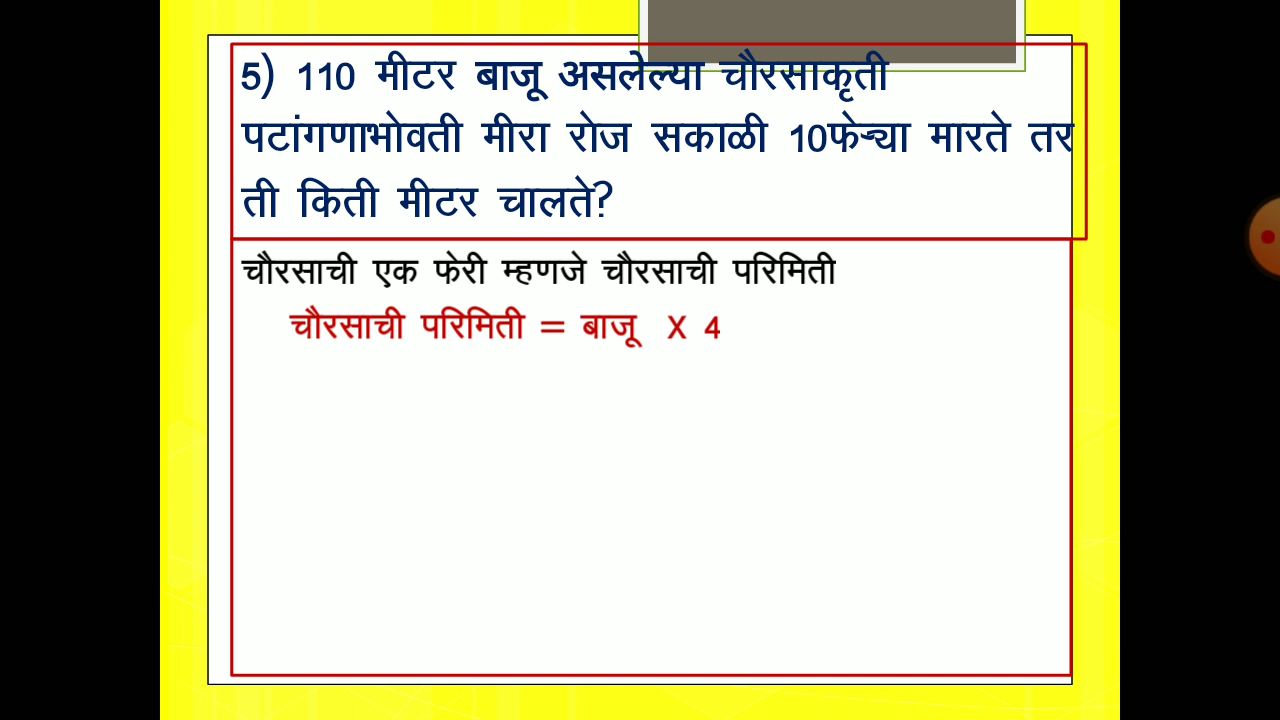 5) 110 मीटर बाजू असलेल्या चौरसाकृती
पटांगणाभोवती मीरा रोज सकाळी 10फेऱ्या मारते तर
ती किती मीटर चालते?
चौरसाची एक फेरी म्हणजे चौरसाची परिमिती
चौरसाची परिमिती = बाजू X 4